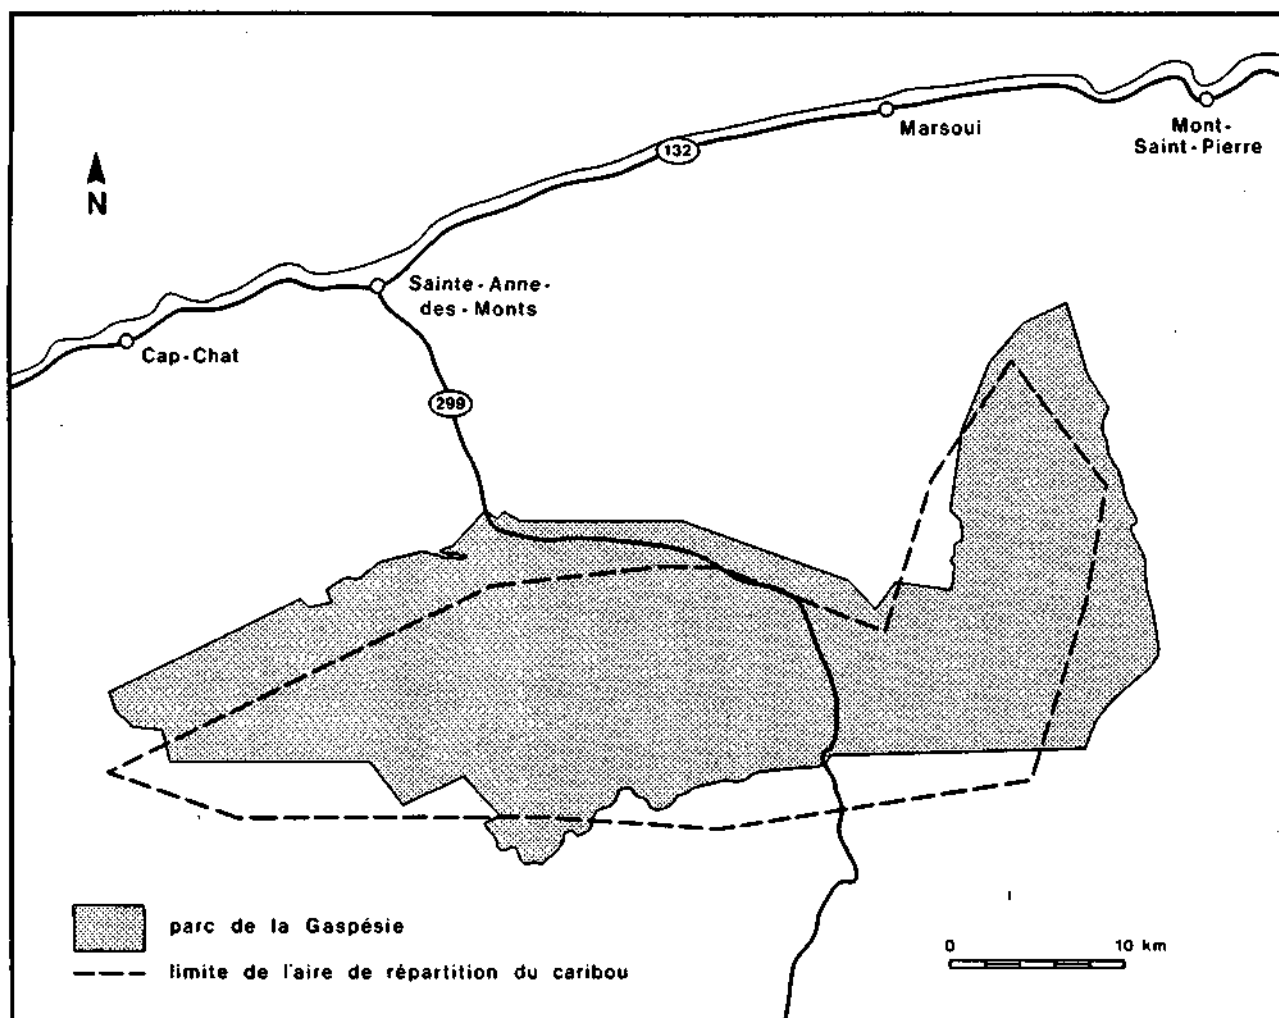 Marsoui
Mont-
Saint-Pierre
132
N
Sainte-Anne-
des-Monts
Cap-Chat
299
parc de la Gaspésie
limite de l'aire de répartition du caribou
0 10 km